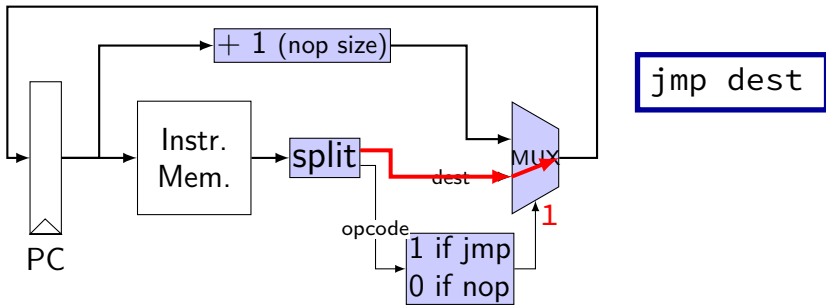 + 1 (nop size)
jmp dest
Instr.
Mem.
split
MUX
dest
1
opcode
1 if jmp
0 if nop
PC